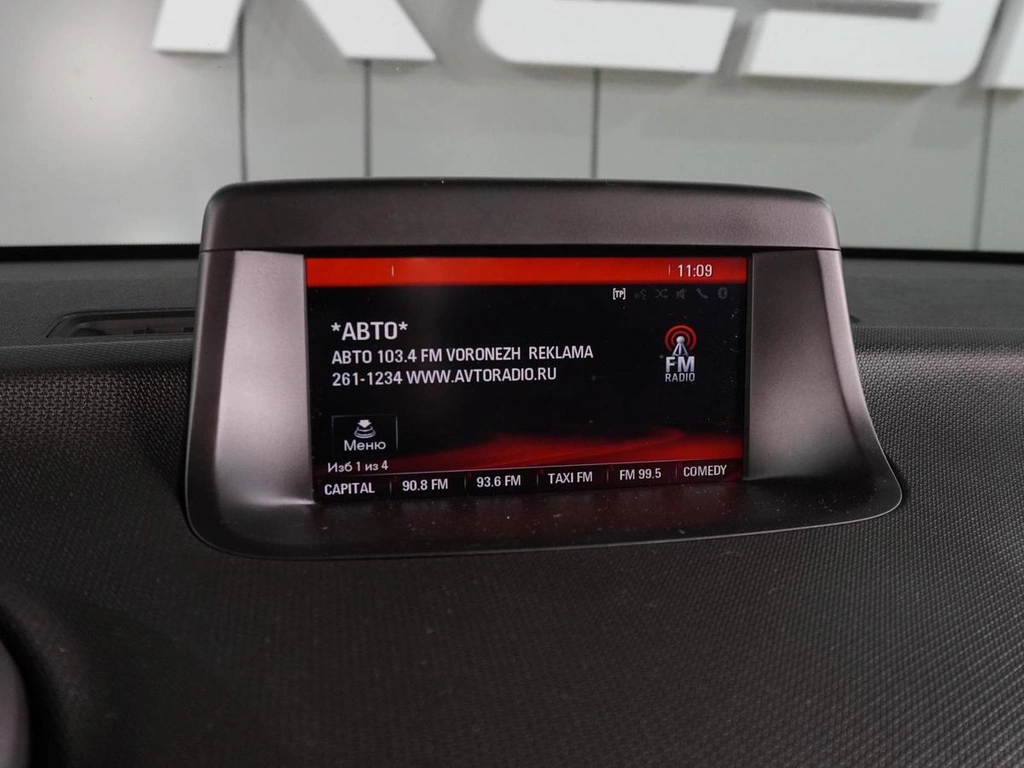 11:09
[TP]
*АВТО*
АВТО 103.4 FM VORONEZH REKLAMA
261-1234 WWW.AVTORADIO.RU
FM
RADIO
Меню
Изб 1 из 4
CAPITAL 90.8 FM 93.6 FM TAXI FM FM 99.5 COMEDY